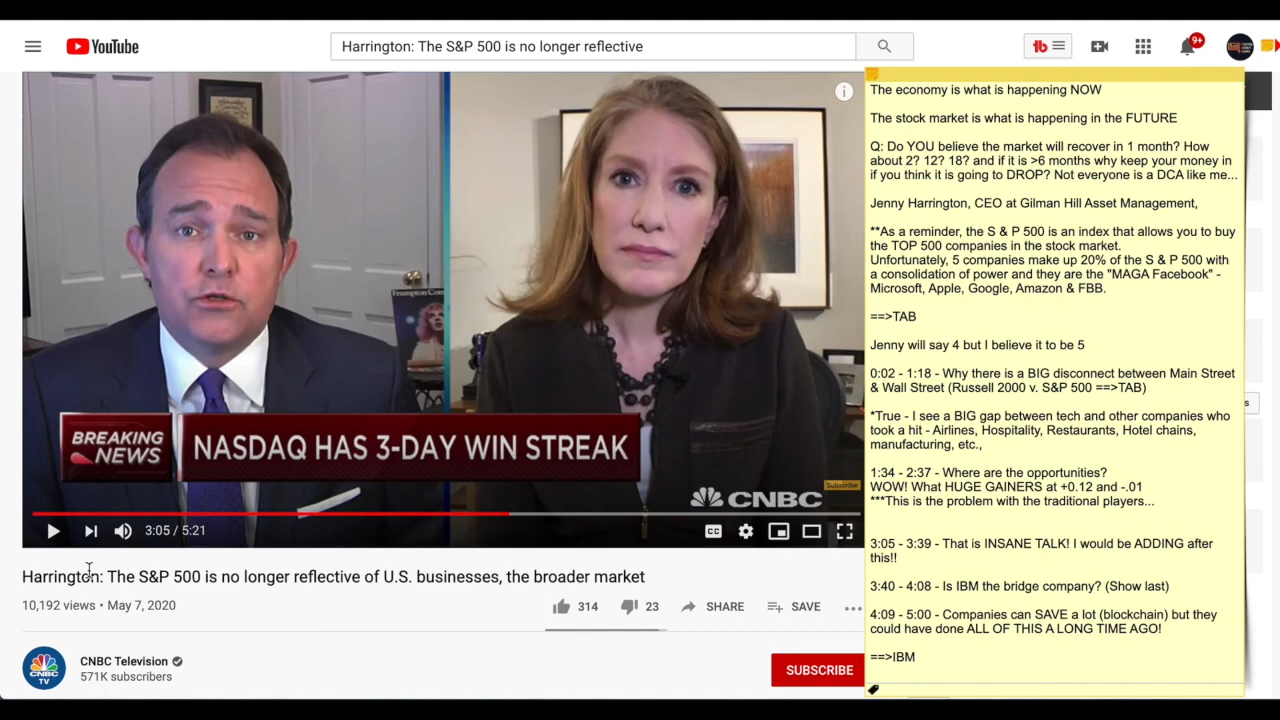 YouTube
Harrington: The S&P 500 is no longer reflective
9+
Frampton Com
BREAKING
NEWS
NASDAQ HAS 3-DAY WIN STREAK
Subscribe
CNBC
3:05 / 5:21
CC
Harrington: The S&P 500 is no longer reflective of U.S. businesses, the broader market
10,192 views • May 7, 2020
314
23
SHARE
SAVE
CNBC
TV
CNBC Television
571K subscribers
SUBSCRIBE
The economy is what is happening NOW
The stock market is what is happening in the FUTURE
Q: Do YOU believe the market will recover in 1 month? How
about 2? 12? 18? and if it is >6 months why keep your money in
if you think it is going to DROP? Not everyone is a DCA like me...
Jenny Harrington, CEO at Gilman Hill Asset Management,
**As a reminder, the S & P 500 is an index that allows you to buy
the TOP 500 companies in the stock market.
Unfortunately, 5 companies make up 20% of the S & P 500 with
a consolidation of power and they are the "MAGA Facebook" -
Microsoft, Apple, Google, Amazon & FBB.
==>TAB
Jenny will say 4 but I believe it to be 5
0:02 - 1:18 - Why there is a BIG disconnect between Main Street
& Wall Street (Russell 2000 v. S&P 500 ==>TAB)
*True - I see a BIG gap between tech and other companies who
took a hit - Airlines, Hospitality, Restaurants, Hotel chains,
manufacturing, etc.,
1:34 - 2:37 - Where are the opportunities?
WOW! What HUGE GAINERS at +0.12 and -.01
***This is the problem with the traditional players...
3:05 - 3:39 - That is INSANE TALK! I would be ADDING after
this!!
3:40 - 4:08 - Is IBM the bridge company? (Show last)
4:09 - 5:00 - Companies can SAVE a lot (blockchain) but they
could have done ALL OF THIS A LONG TIME AGO!
==>IBM